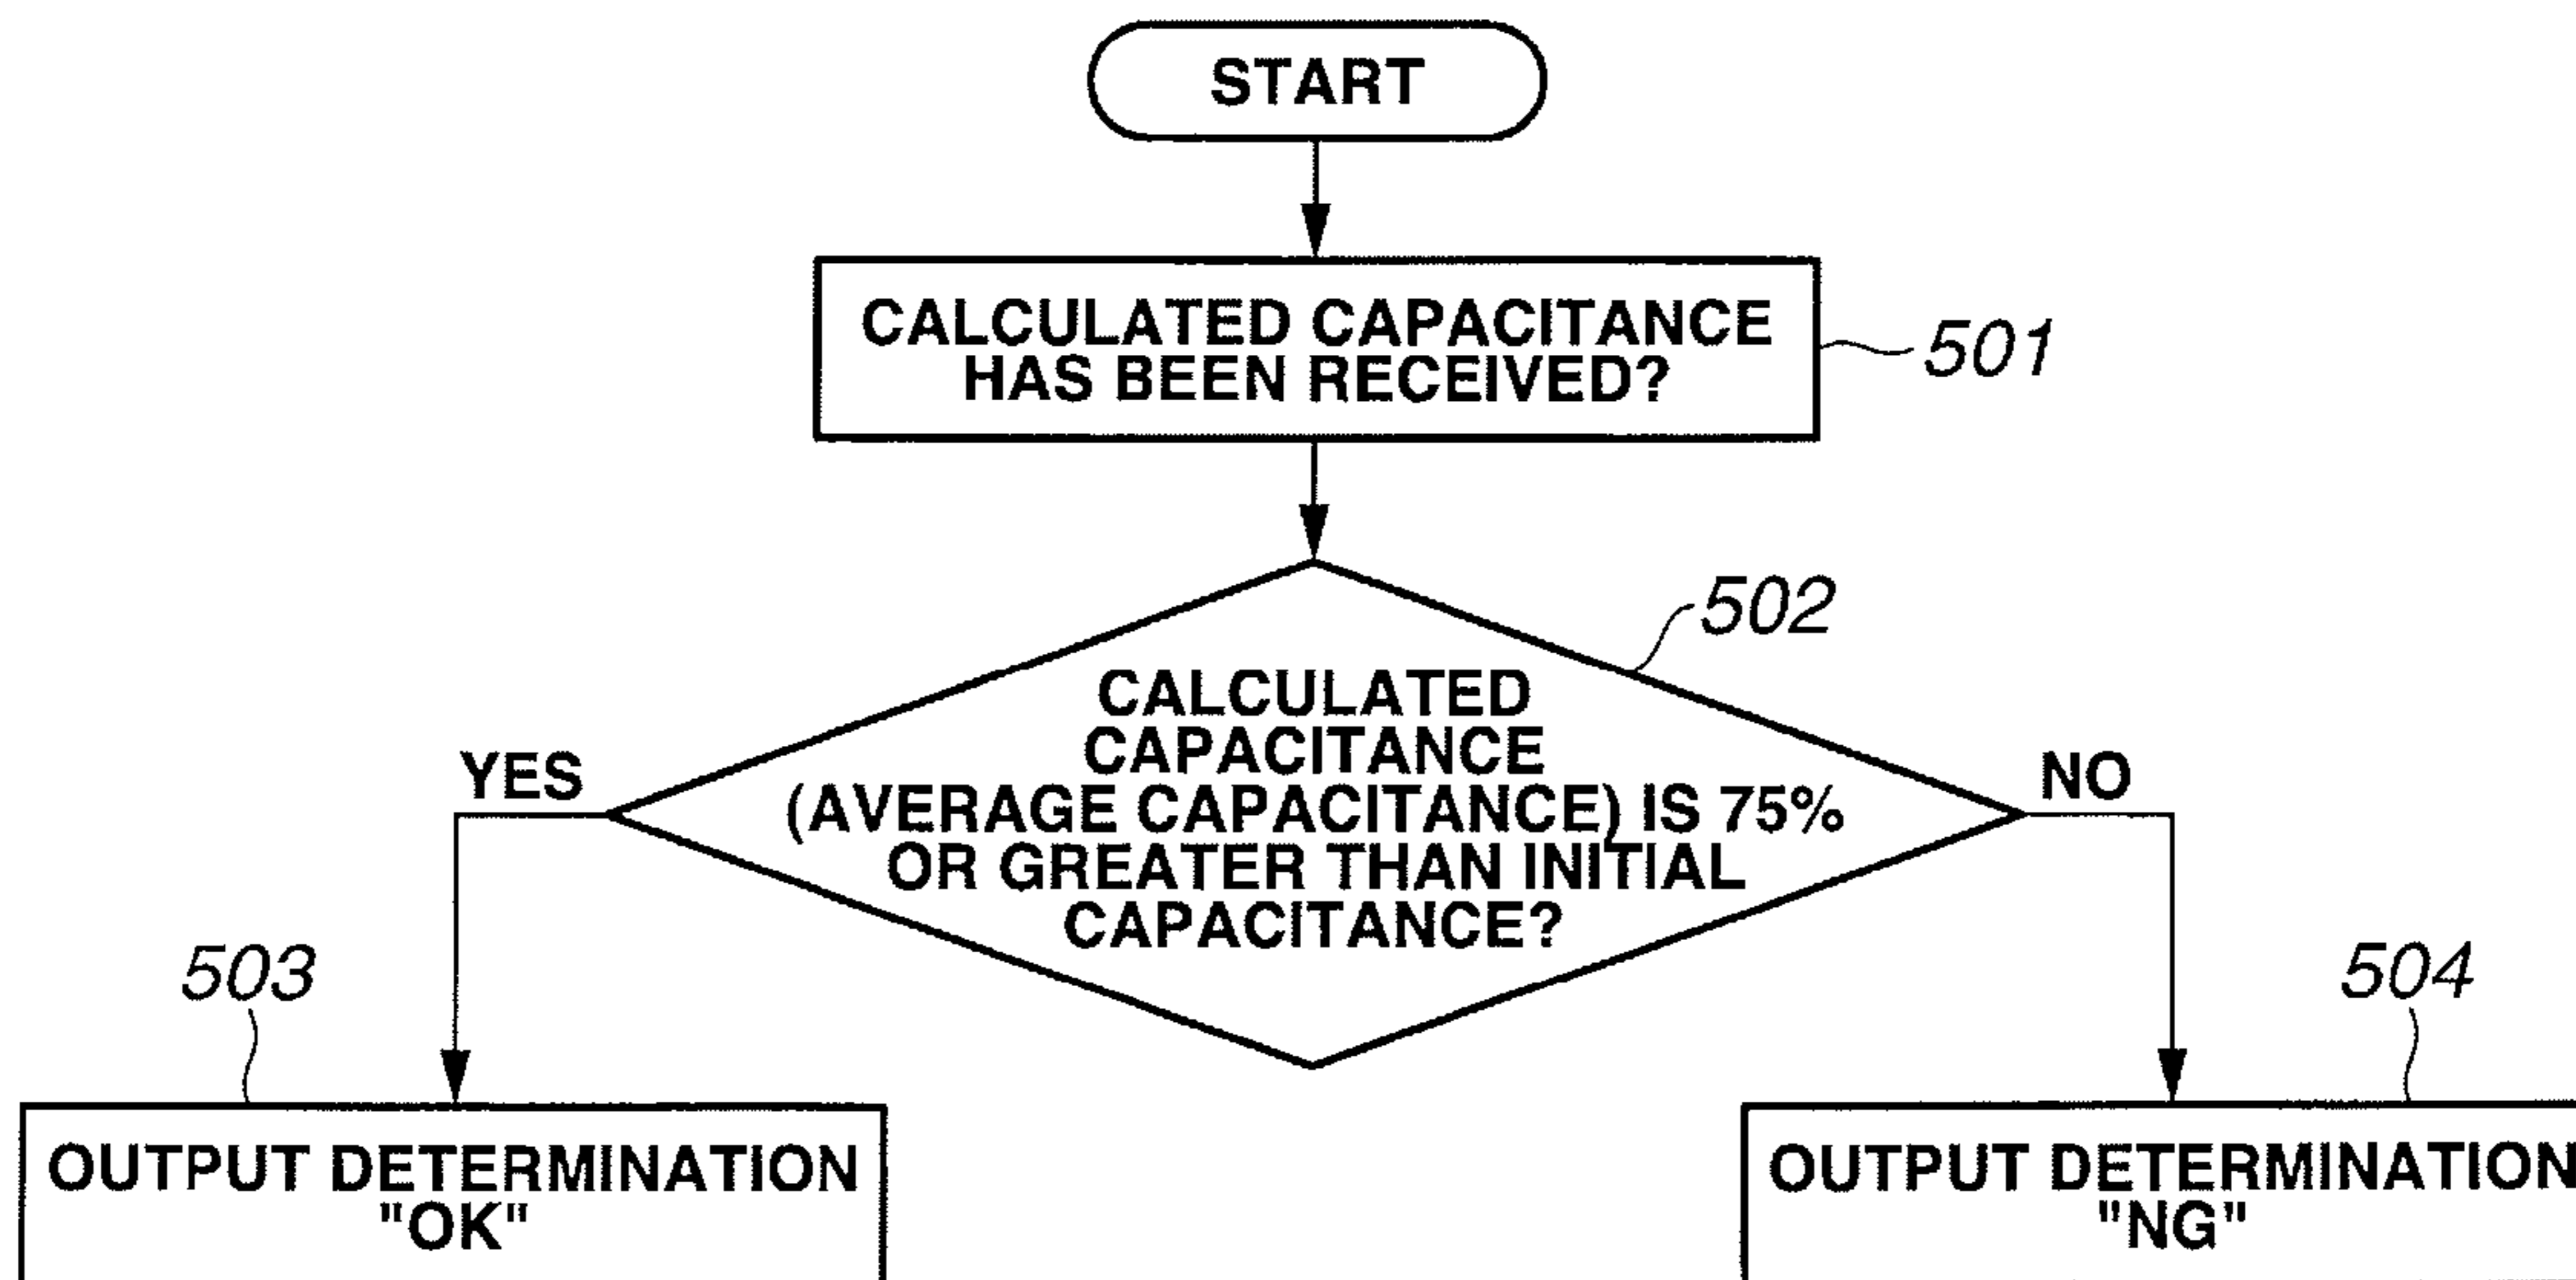 START
CALCULATED CAPACITANCE
HAS BEEN RECEIVED?
501
502
CALCULATED
CAPACITANCE
(AVERAGE CAPACITANCE) IS 75%
OR GREATER THAN INITIAL
CAPACITANCE?
YES
NO
503
504
OUTPUT DETERMINATION
"OK"
OUTPUT DETERMINATION
"NG"